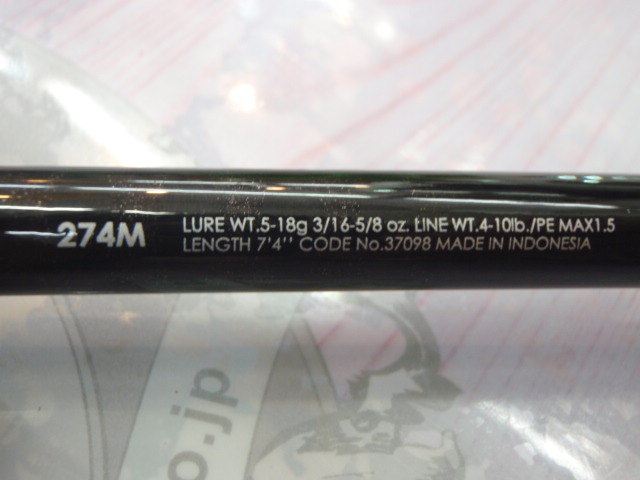 274M
LURE WT.5-18g 3/16-5/8 oz. LINE WT.4-10lb./PE MAX1.5
LENGTH 7'4'' CODE No.37098 MADE IN INDONESIA
o.jp